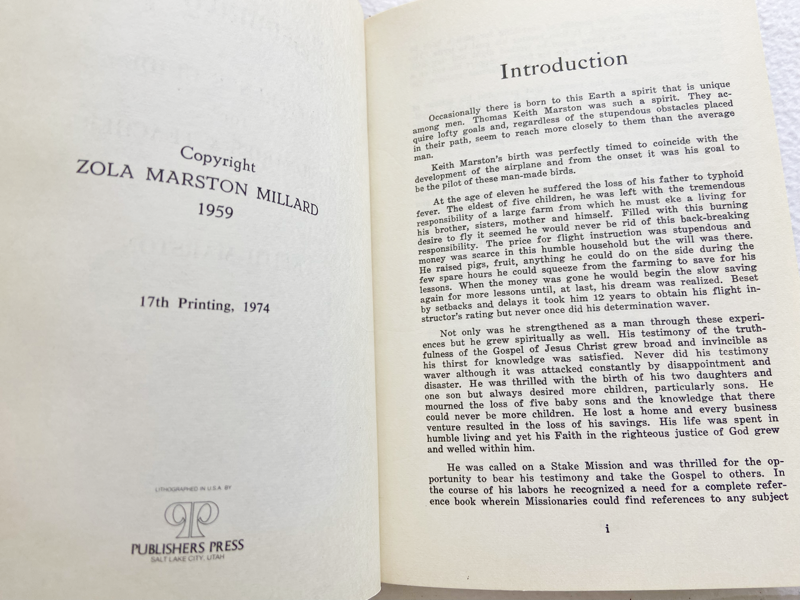 Copyright
ZOLA MARSTON MILLARD
1959
17th Printing, 1974
LITHOGRAPHED IN U.S.A. BY
PUBLISHERS PRESS
SALT LAKE CITY, UTAH
Introduction
Occasionally there is born to this Earth a spirit that is unique
among men. Thomas Keith Marston was such a spirit. They ac-
quire lofty goals and, regardless of the stupendous obstacles placed
in their path, seem to reach more closely to them than the average
man.
Keith Marston's birth was perfectly timed to coincide with the
development of the airplane and from the onset it was his goal to
be the pilot of these man-made birds.
At the age of eleven he suffered the loss of his father to typhoid
fever. The eldest of five children, he was left with the tremendous
responsibility of a large farm from which he must eke a living for
his brother, sisters, mother and himself. Filled with this burning
desire to fly it seemed he would never be rid of this back-breaking
responsibility. The price for flight instruction was stupendous and
money was scarce in this humble household but the will was there.
He raised pigs, fruit, anything he could do on the side during the
few spare hours he could squeeze from the farming to save for his
lessons. When the money was gone he would begin the slow saving
again for more lessons until, at last, his dream was realized. Beset
by setbacks and delays it took him 12 years to obtain his flight in-
structor's rating but never once did his determination waver.
Not only was he strengthened as a man through these experi-
ences but he grew spiritually as well. His testimony of the truth-
fulness of the Gospel of Jesus Christ grew broad and invincible as
his thirst for knowledge was satisfied. Never did his testimony
waver although it was attacked constantly by disappointment and
disaster. He was thrilled with the birth of his two daughters and
one son but always desired more children, particularly sons. He
mourned the loss of five baby sons and the knowledge that there
could never be more children. He lost a home and every business
venture resulted in the loss of his savings. His life was spent in
humble living and yet his Faith in the righteous justice of God grew
and welled within him.
He was called on a Stake Mission and was thrilled for the op-
portunity to bear his testimony and take the Gospel to others. In
the course of his labors he recognized a need for a complete refer-
ence book wherein Missionaries could find references to any subject
i